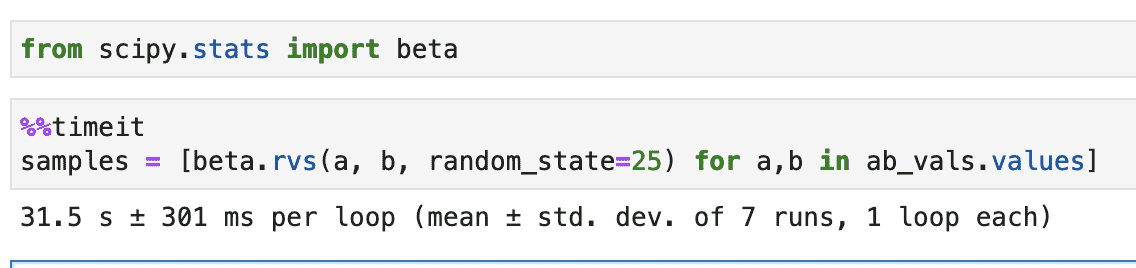 from scipy.stats import beta
%%timeit
samples = [beta.rvs(a, b, random_state=25) for a,b in ab_vals.values]
31.5 s ± 301 ms per loop (mean ± std. dev. of 7 runs, 1 loop each)